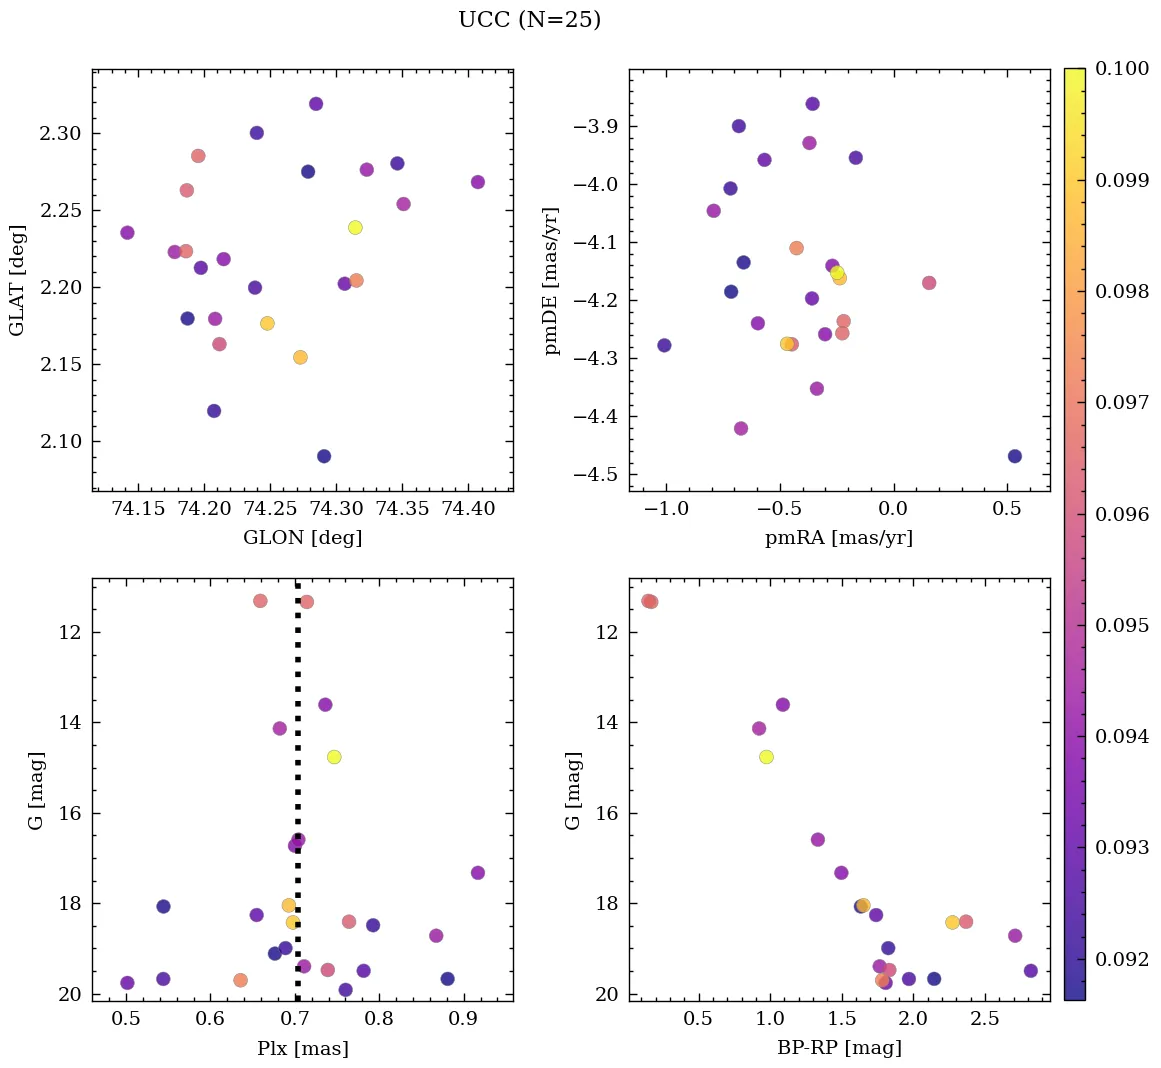 UCC (N=25)
2.30
2.25
2.20
2.15
2.10
GLAT [deg]
74.15 74.20 74.25 74.30 74.35 74.40
GLON [deg]
−3.9
−4.0
−4.1
−4.2
−4.3
−4.4
−4.5
pmDE [mas/yr]
−1.0 −0.5 0.0 0.5
pmRA [mas/yr]
12
14
16
18
20
G [mag]
0.5 0.6 0.7 0.8 0.9
Plx [mas]
12
14
16
18
20
G [mag]
0.5 1.0 1.5 2.0 2.5
BP-RP [mag]
0.100
0.099
0.098
0.097
0.096
0.095
0.094
0.093
0.092